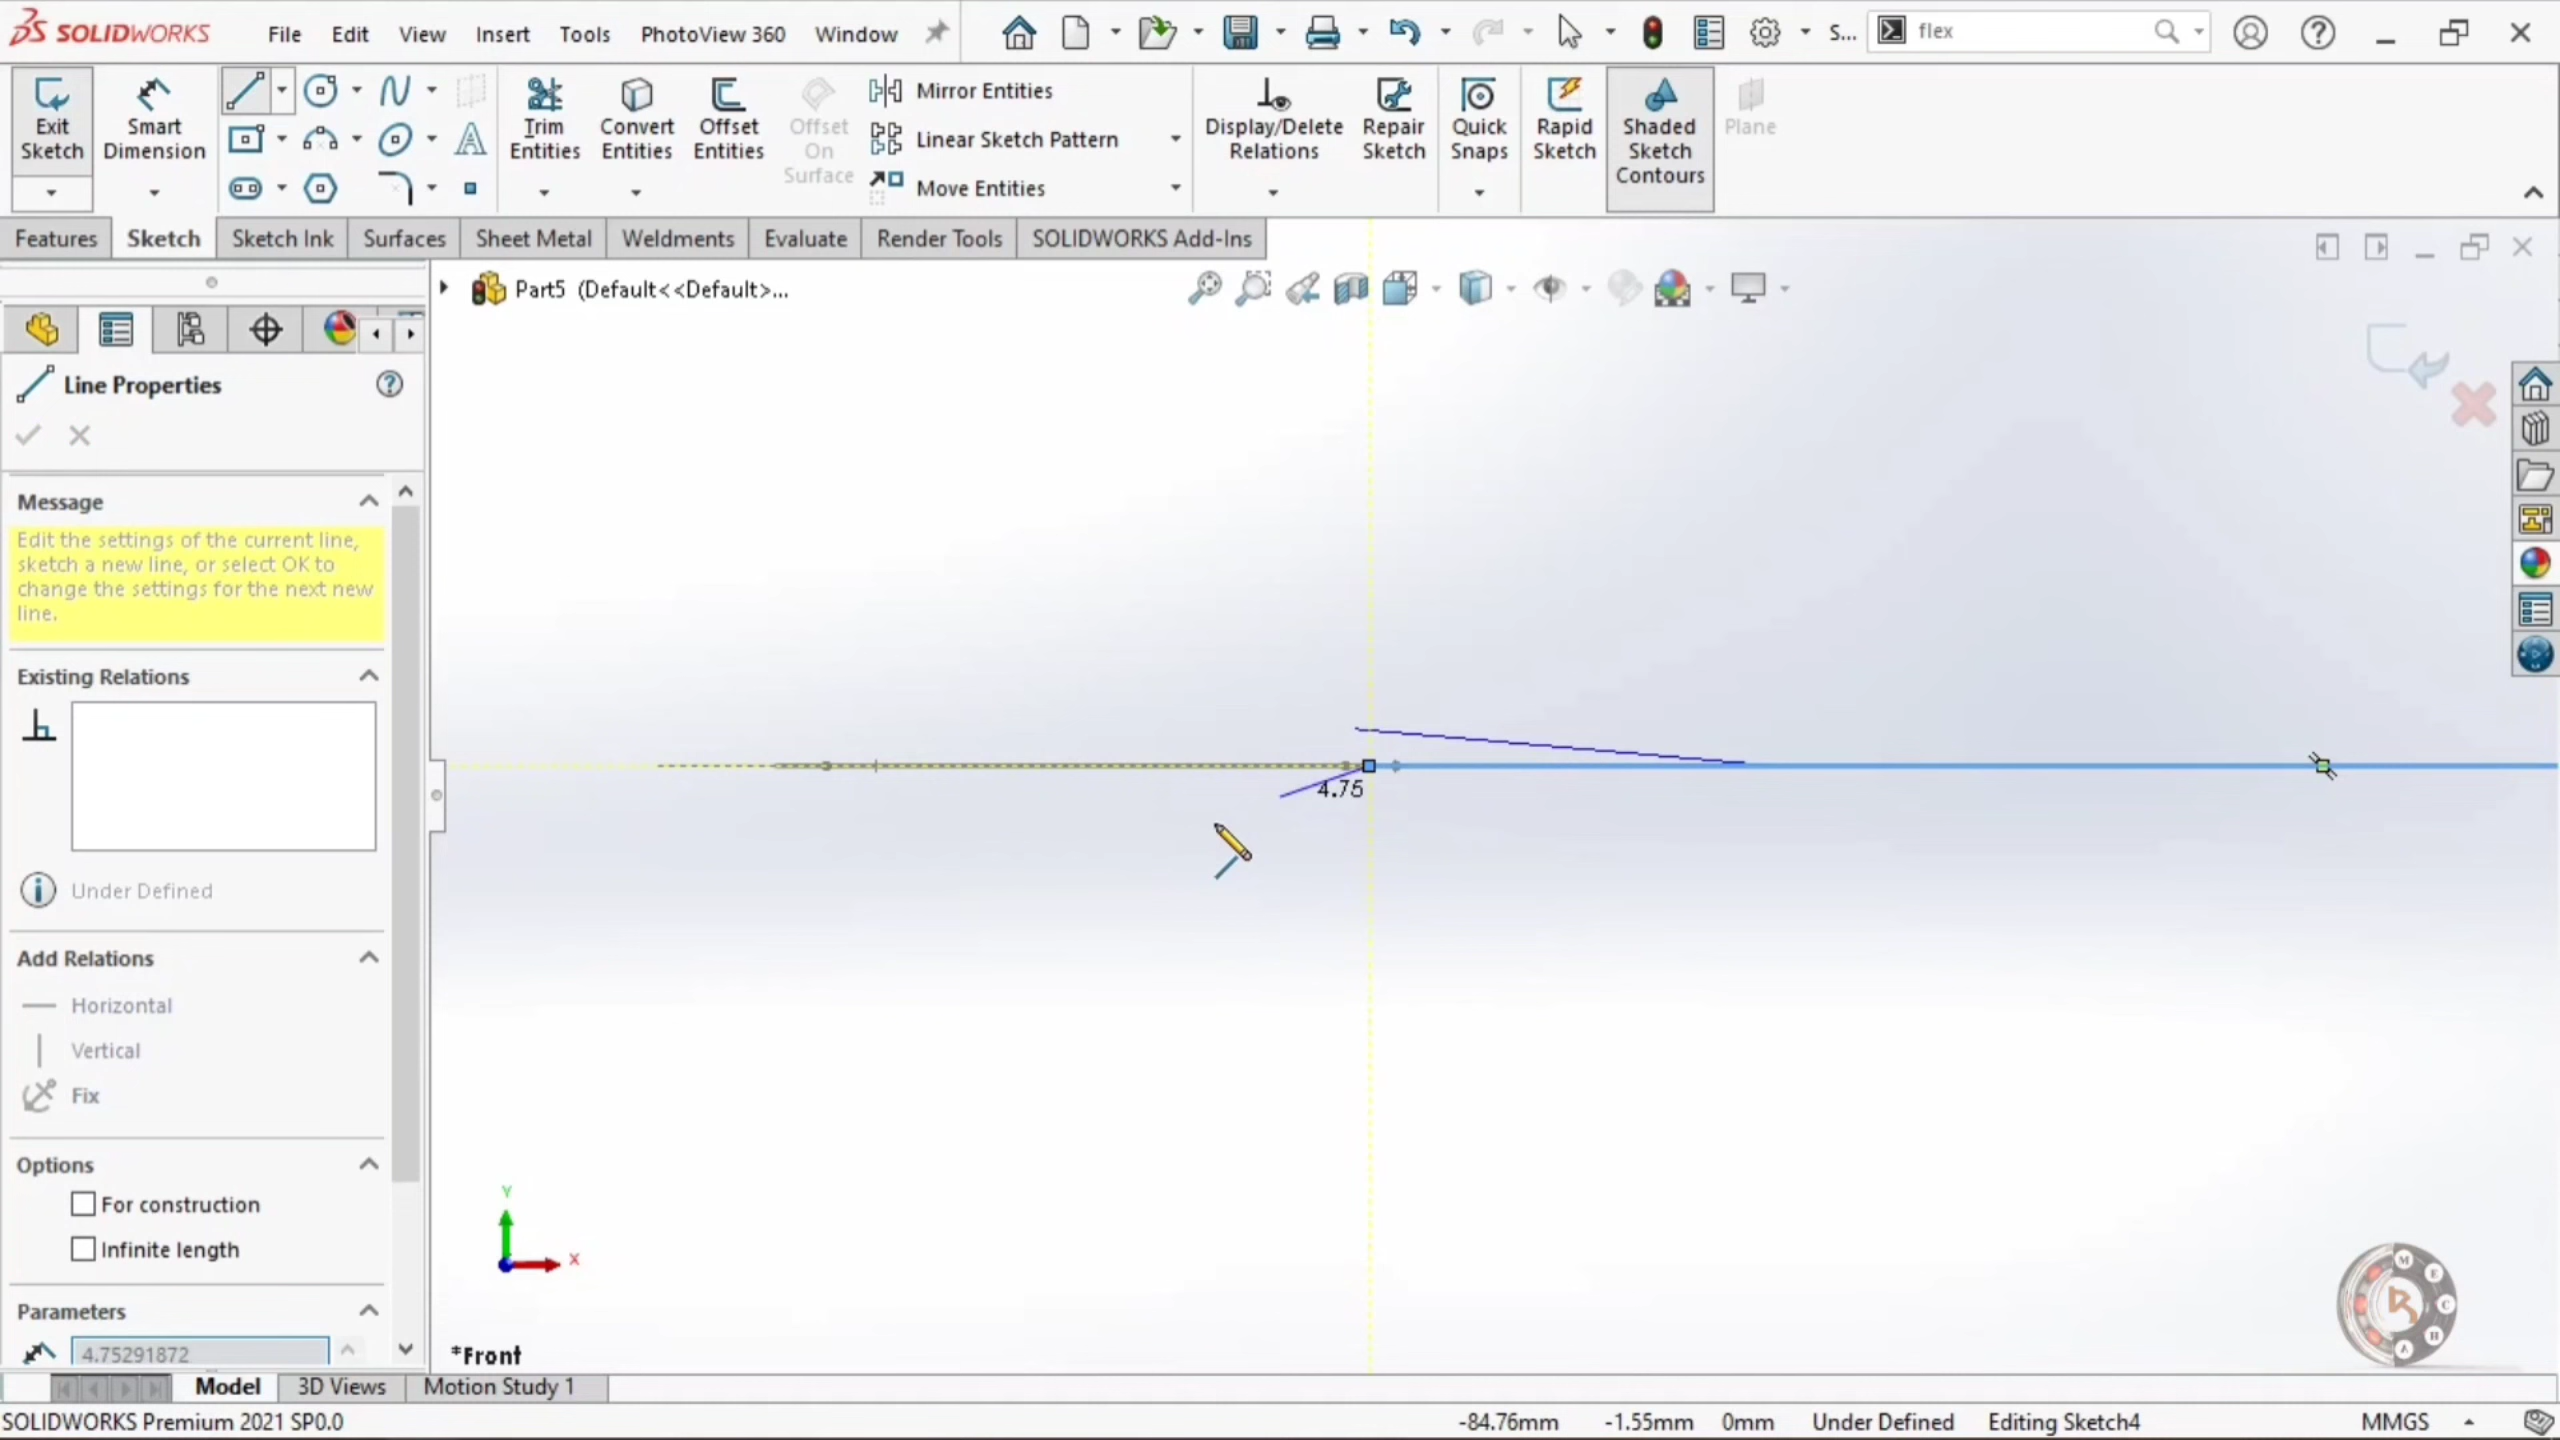 SOLIDWORKS
File Edit View Insert Tools PhotoView 360 Window S... flex
Exit Sketch
Smart Dimension
Trim Entities
Convert Entities
Offset Entities
Offset On Surface
Mirror Entities
Linear Sketch Pattern
Move Entities
Display/Delete Relations
Repair Sketch
Quick Snaps
Rapid Sketch
Shaded Sketch Contours
Plane
Features Sketch Sketch Ink Surfaces Sheet Metal Weldments Evaluate Render Tools SOLIDWORKS Add-Ins
Part5 (Default<<Default>...
Line Properties
Message
Edit the settings of the current line,
sketch a new line, or select OK to
change the settings for the next new
line.
Existing Relations
Under Defined
Add Relations
Horizontal
Vertical
Fix
Options
For construction
Infinite length
Parameters
4.75291872
4.75
Y
X
*Front
M
E
C
H
A
Model 3D Views Motion Study 1
SOLIDWORKS Premium 2021 SP0.0 -84.76mm -1.55mm 0mm Under Defined Editing Sketch4 MMGS